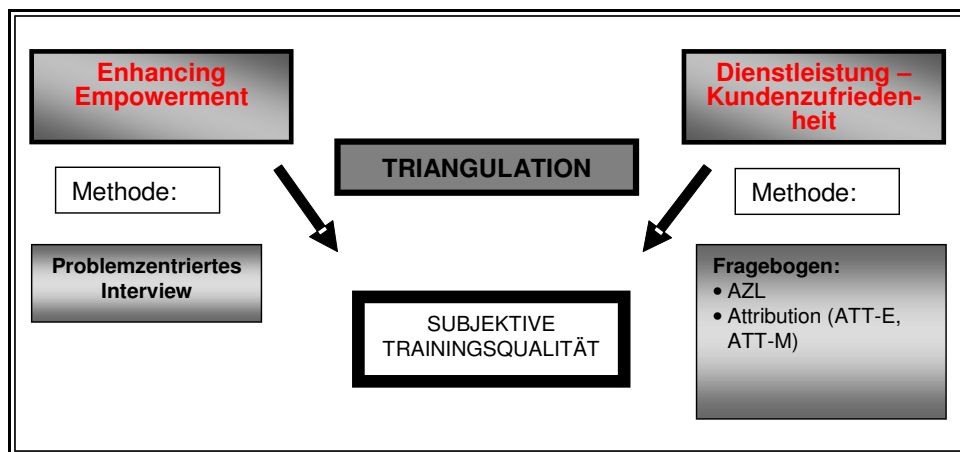 Enhancing
Empowerment
Methode:
Problemzentriertes
Interview
TRIANGULATION
SUBJEKTIVE
TRAININGSQUALITÄT
Dienstleistung –
Kundenzufrieden-
heit
Methode:
Fragebogen:
• AZL
• Attribution (ATT-E,
ATT-M)